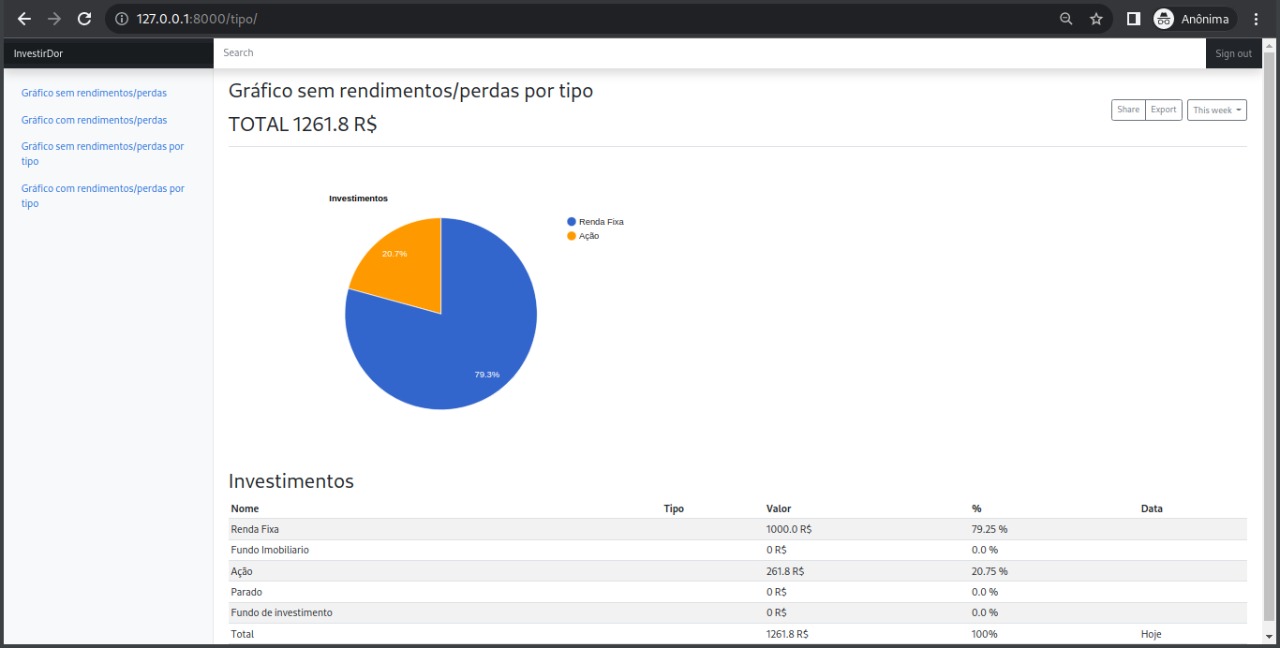 127.0.0.1:8000/tipo/
Anônima
InvestirDor
Search
Sign out
Gráfico sem rendimentos/perdas
Gráfico com rendimentos/perdas
Gráfico sem rendimentos/perdas por
tipo
Gráfico com rendimentos/perdas por
tipo
Gráfico sem rendimentos/perdas por tipo
TOTAL 1261.8 R$
Share Export This week
Investimentos
Renda Fixa
Ação
20.7%
79.3%
Investimentos
Nome Tipo Valor % Data
Renda Fixa 1000.0 R$ 79.25 %
Fundo Imobiliario 0 R$ 0.0 %
Ação 261.8 R$ 20.75 %
Parado 0 R$ 0.0 %
Fundo de investimento 0 R$ 0.0 %
Total 1261.8 R$ 100% Hoje